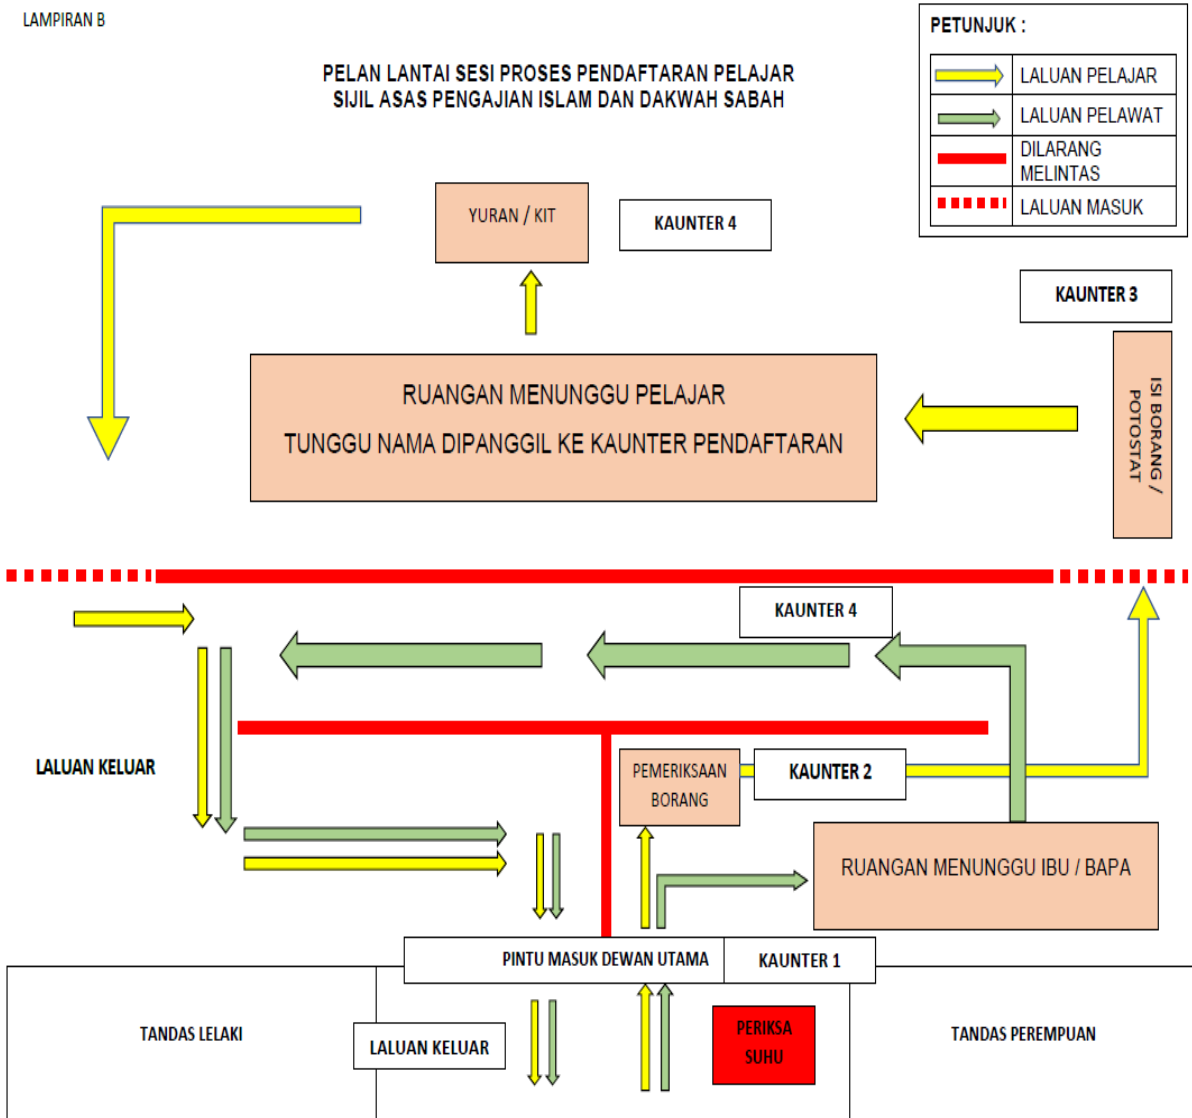 LAMPIRAN B
PELAN LANTAI SESI PROSES PENDAFTARAN PELAJAR
SIJIL ASAS PENGAJIAN ISLAM DAN DAKWAH SABAH
PETUNJUK :
LALUAN PELAJAR
LALUAN PELAWAT
DILARANG
MELINTAS
LALUAN MASUK
YURAN / KIT
KAUNTER 4
KAUNTER 3
ISI BORANG /
POTOSTAT
RUANGAN MENUNGGU PELAJAR
TUNGGU NAMA DIPANGGIL KE KAUNTER PENDAFTARAN
KAUNTER 4
LALUAN KELUAR
PEMERIKSAAN
BORANG
KAUNTER 2
RUANGAN MENUNGGU IBU / BAPA
PINTU MASUK DEWAN UTAMA
KAUNTER 1
TANDAS LELAKI
LALUAN KELUAR
PERIKSA
SUHU
TANDAS PEREMPUAN